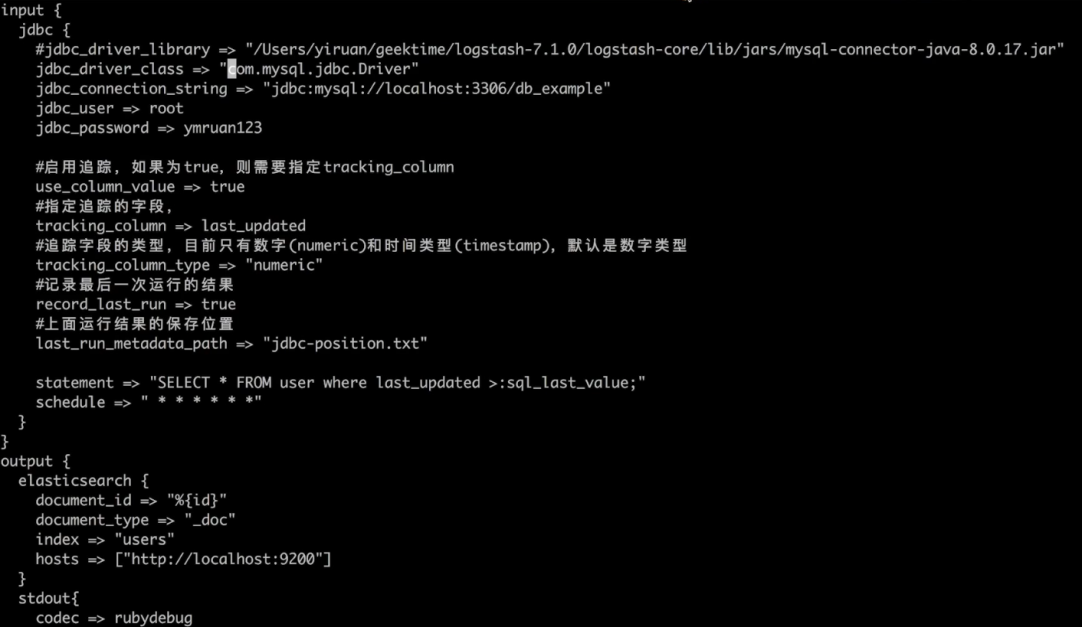 input {
  jdbc {
    #jdbc_driver_library => "/Users/yiruan/geektime/logstash-7.1.0/logstash-core/lib/jars/mysql-connector-java-8.0.17.jar"
    jdbc_driver_class => "com.mysql.jdbc.Driver"
    jdbc_connection_string => "jdbc:mysql://localhost:3306/db_example"
    jdbc_user => root
    jdbc_password => ymruan123

    #启用追踪，如果为true，则需要指定tracking_column
    use_column_value => true
    #指定追踪的字段，
    tracking_column => last_updated
    #追踪字段的类型，目前只有数字(numeric)和时间类型(timestamp)，默认是数字类型
    tracking_column_type => "numeric"
    #记录最后一次运行的结果
    record_last_run => true
    #上面运行结果的保存位置
    last_run_metadata_path => "jdbc-position.txt"

    statement => "SELECT * FROM user where last_updated >:sql_last_value;"
    schedule => " * * * * * *"
  }
}
output {
  elasticsearch {
    document_id => "%{id}"
    document_type => "_doc"
    index => "users"
    hosts => ["http://localhost:9200"]
  }
  stdout{
    codec => rubydebug